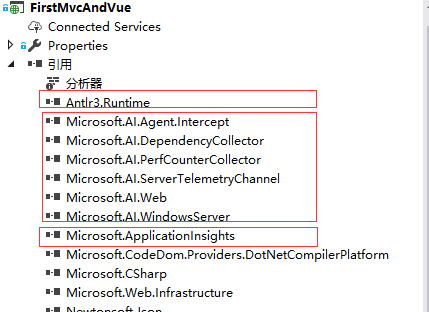 FirstMvcAndVue
Connected Services
Properties
引用
分析器
Antlr3.Runtime
Microsoft.AI.Agent.Intercept
Microsoft.AI.DependencyCollector
Microsoft.AI.PerfCounterCollector
Microsoft.AI.ServerTelemetryChannel
Microsoft.AI.Web
Microsoft.AI.WindowsServer
Microsoft.ApplicationInsights
Microsoft.CodeDom.Providers.DotNetCompilerPlatform
Microsoft.CSharp
Microsoft.Web.Infrastructure
Newtonsoft.Json